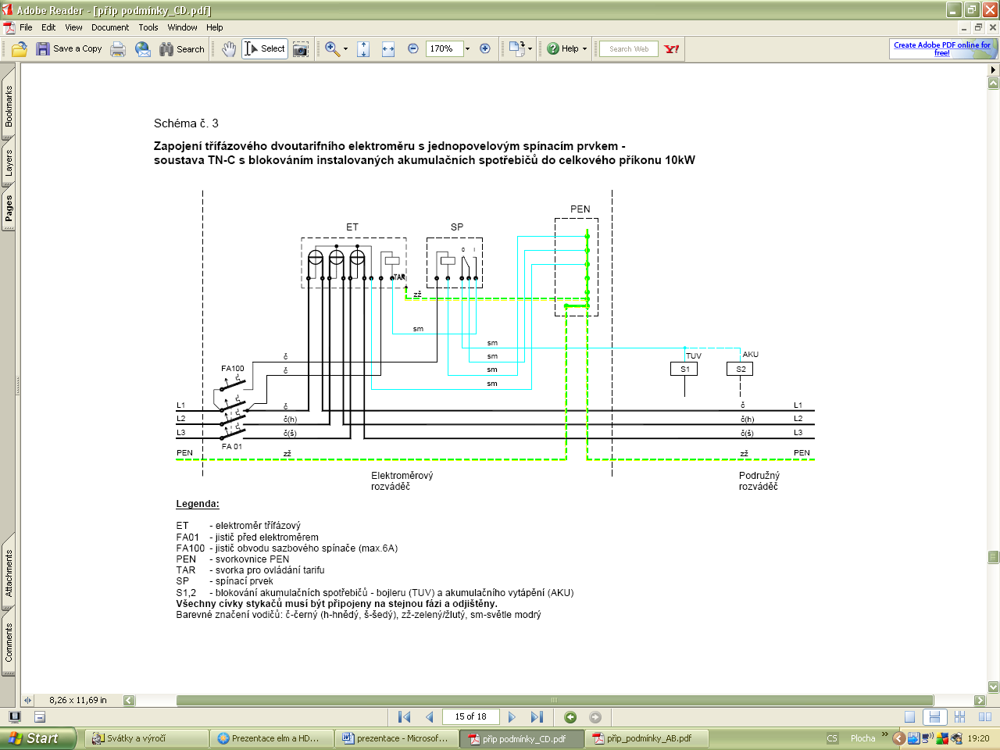 Adobe Reader - [přip podmínky_CD.pdf]
File Edit View Document Tools Window Help
Save a Copy Search Select 170% Help Search Web Y!
Create Adobe PDF online for free!
Bookmarks
Layers
Pages
Attachments
Comments
Schéma č. 3
Zapojení třífázového dvoutarifního elektroměru s jednopovelovým spínacím prvkem -
soustava TN-C s blokováním instalovaných akumulačních spotřebičů do celkového příkonu 10kW
PEN
ET SP
0 I
TAR
zž
sm
sm
sm
sm
sm
TUV AKU
S1 S2
FA100
č
č
L1 č č L1
L2 č(h) č(h) L2
L3 č(š) č(š) L3
FA 01
PEN zž zž PEN
Elektroměrový
rozváděč
Podružný
rozváděč
Legenda:
ET - elektroměr třífázový
FA01 - jistič před elektroměrem
FA100 - jistič obvodu sazbového spínače (max.6A)
PEN - svorkovnice PEN
TAR - svorka pro ovládání tarifu
SP - spínací prvek
S1,2 - blokování akumulačních spotřebičů - bojleru (TUV) a akumulačního vytápění (AKU)
Všechny cívky stykačů musí být připojeny na stejnou fázi a odjištěny.
Barevné značení vodičů: č-černý (h-hnědý, š-šedý), zž-zelený/žlutý, sm-světle modrý
8,26 x 11,69 in
15 of 18
Start Svátky a výročí Prezentace elm a HD... prezentace - Microsof... přip podmínky_CD.pdf přip_podmínky_AB.pdf CS Plocha » 19:20